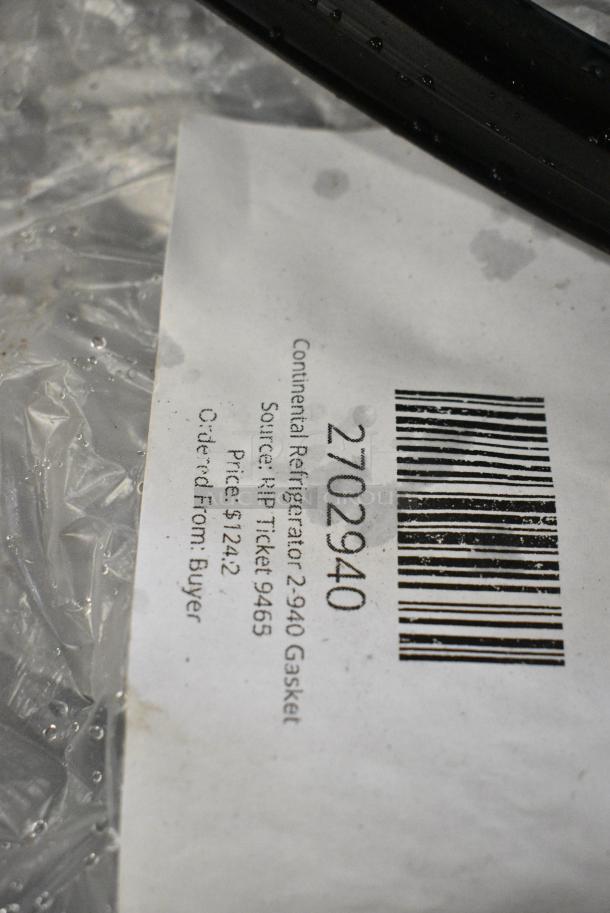 2702940
Continental Refrigerator 2-940 Gasket
Source: RIP Ticket 9465
Price: $124.2
Ordered From: Buyer